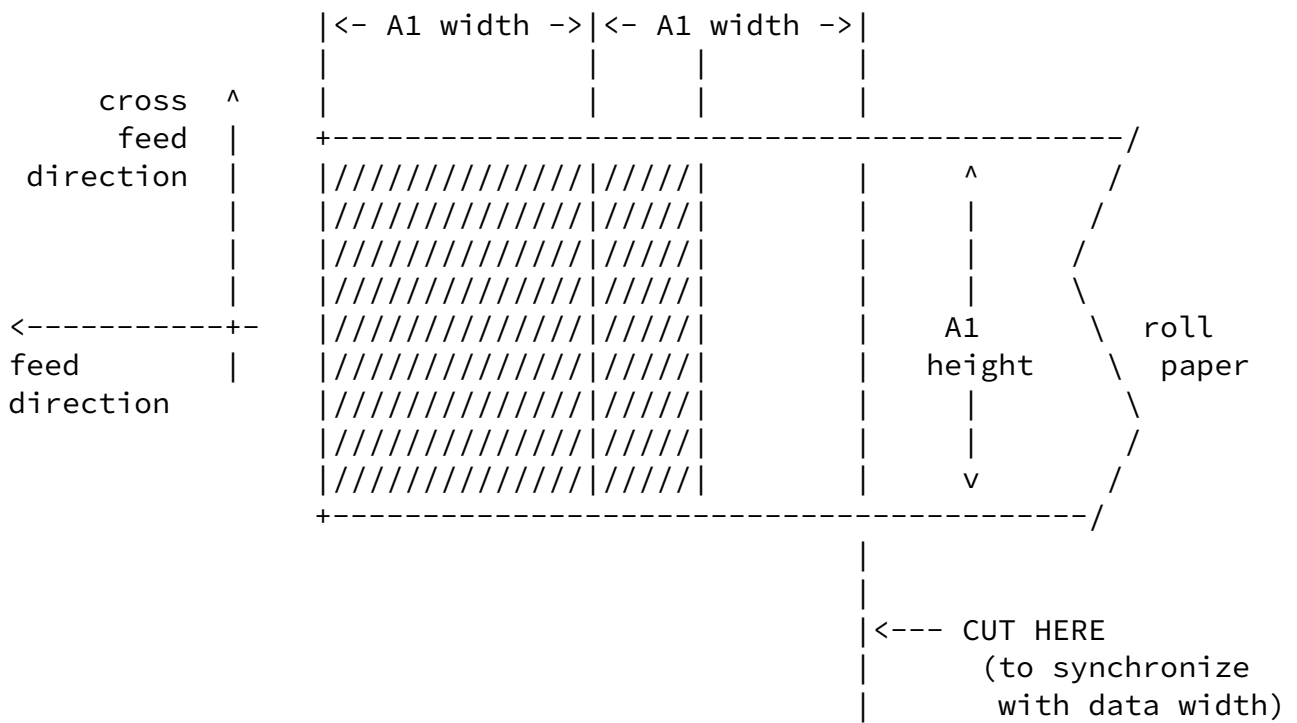 |<- A1 width ->|<- A1 width ->|
cross ^
feed |
direction | ^
<-----------+- A1 roll
feed | height paper
direction
v
|<--- CUT HERE
(to synchronize
with data width)